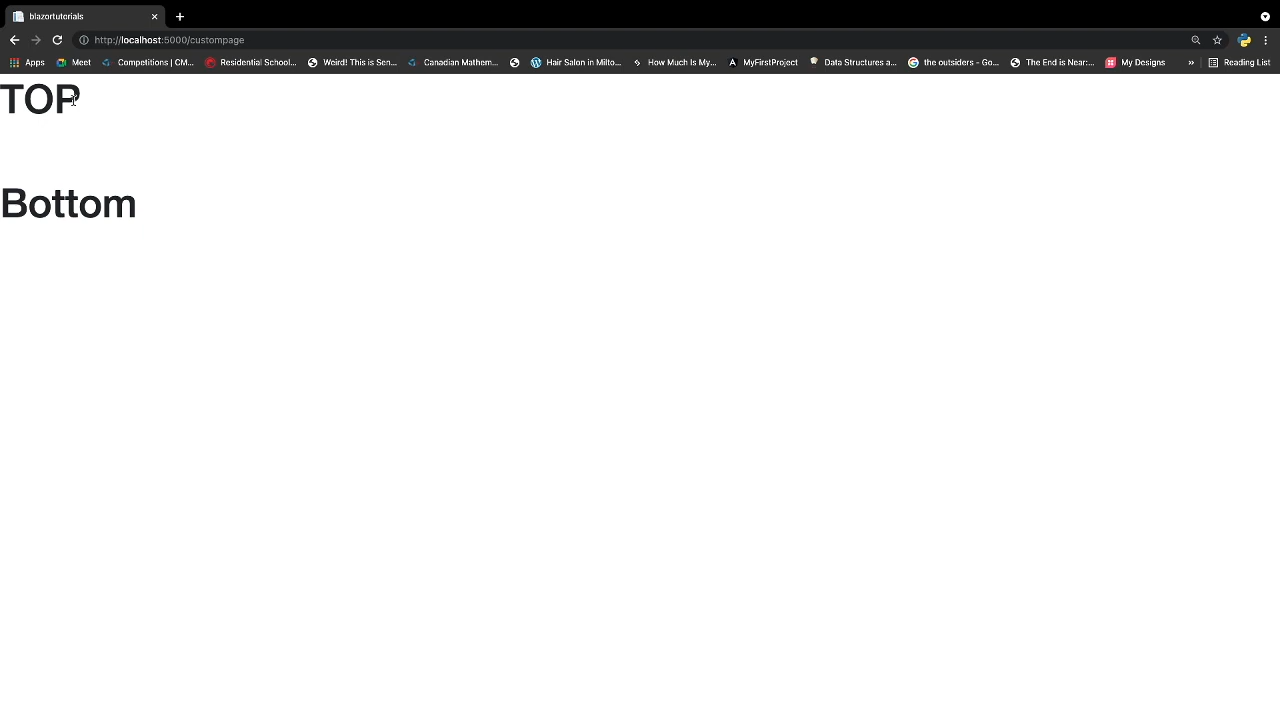 blazortutorials
http://localhost:5000/custompage
Apps Meet Competitions | CM... Residential School... Weird! This is Sen... Canadian Mathem... Hair Salon in Milto... How Much Is My... MyFirstProject Data Structures a... the outsiders - Go... The End is Near:... My Designs » Reading List
TOP
Bottom